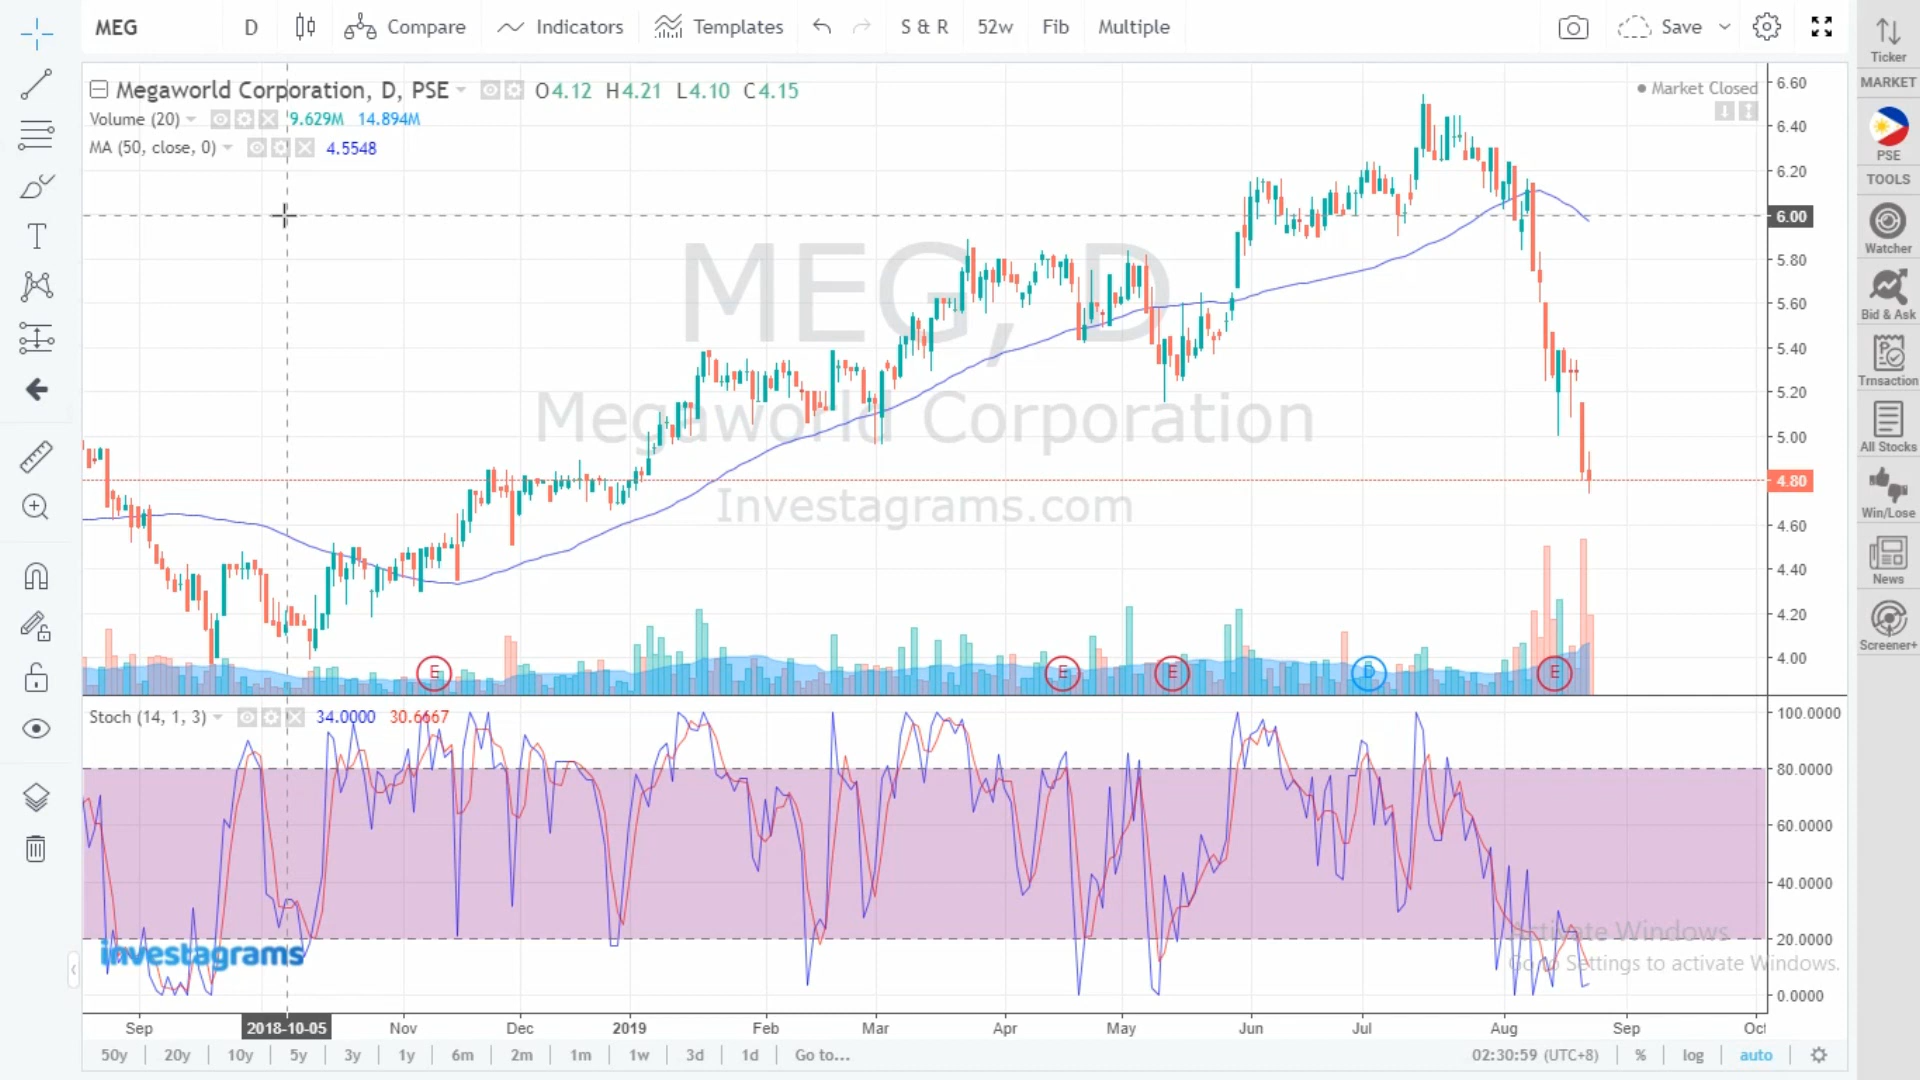 MEG D Compare Indicators Templates S & R 52w Fib Multiple Save
Ticker
MARKET
PSE
TOOLS
Watcher
Bid & Ask
Trnsaction
All Stocks
Win/Lose
News
Screener+
Megaworld Corporation, D, PSE O4.12 H4.21 L4.10 C4.15
Market Closed
Volume (20) 9.629M 14.894M
MA (50, close, 0) 4.5548
MEG, D
Megaworld Corporation
Investagrams.com
6.60
6.40
6.20
6.00
5.80
5.60
5.40
5.20
5.00
4.80
4.60
4.40
4.20
4.00
E E E D E
Stoch (14, 1, 3) 34.0000 30.6667
100.0000
80.0000
60.0000
40.0000
20.0000
0.0000
investagrams
Activate Windows
Go to Settings to activate Windows.
Sep 2018-10-05 Nov Dec 2019 Feb Mar Apr May Jun Jul Aug Sep Oct
50y 20y 10y 5y 3y 1y 6m 2m 1m 1w 3d 1d Go to... 02:30:59 (UTC+8) % log auto